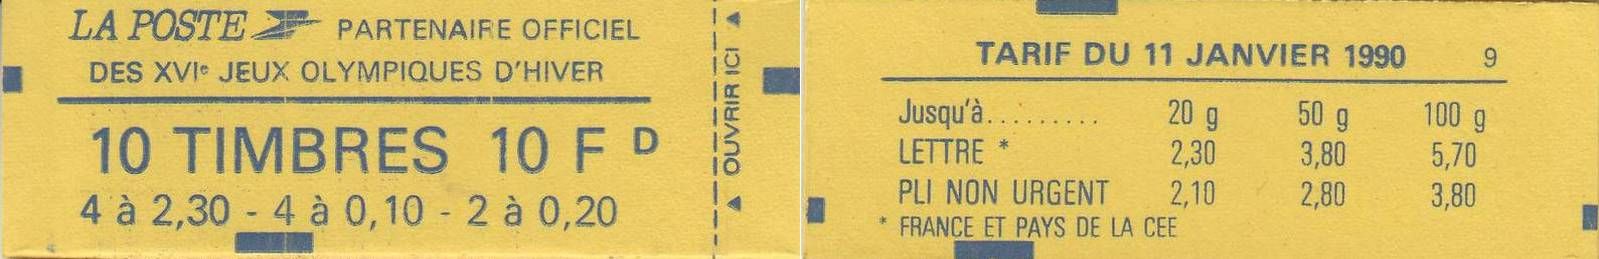 LA POSTE PARTENAIRE OFFICIEL
DES XVIᵉ JEUX OLYMPIQUES D'HIVER
10 TIMBRES 10 F D
4 à 2,30 - 4 à 0,10 - 2 à 0,20
▲ OUVRIR ICI ▲
TARIF DU 11 JANVIER 1990 9
Jusqu'à......... 20 g 50 g 100 g
LETTRE * 2,30 3,80 5,70
PLI NON URGENT 2,10 2,80 3,80
* FRANCE ET PAYS DE LA CEE